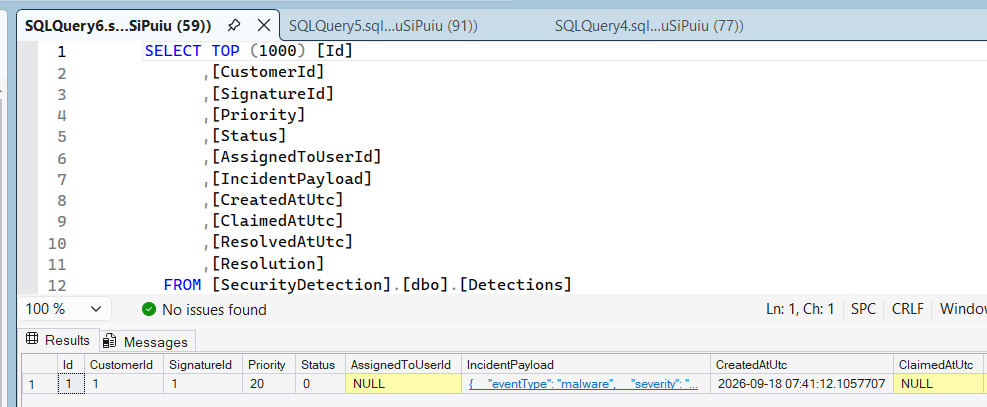 SQLQuery6.s...SiPuiu (59)) SQLQuery5.sql...uSiPuiu (91)) SQLQuery4.sql...uSiPuiu (77))
1 SELECT TOP (1000) [Id]
2 ,[CustomerId]
3 ,[SignatureId]
4 ,[Priority]
5 ,[Status]
6 ,[AssignedToUserId]
7 ,[IncidentPayload]
8 ,[CreatedAtUtc]
9 ,[ClaimedAtUtc]
10 ,[ResolvedAtUtc]
11 ,[Resolution]
12 FROM [SecurityDetection].[dbo].[Detections]
100 % No issues found Ln: 1, Ch: 1 SPC CRLF Window
Results Messages
Id CustomerId SignatureId Priority Status AssignedToUserId IncidentPayload CreatedAtUtc ClaimedAtUtc
1 1 1 1 20 0 NULL { "eventType": "malware", "severity": "... 2026-09-18 07:41:12.1057707 NULL